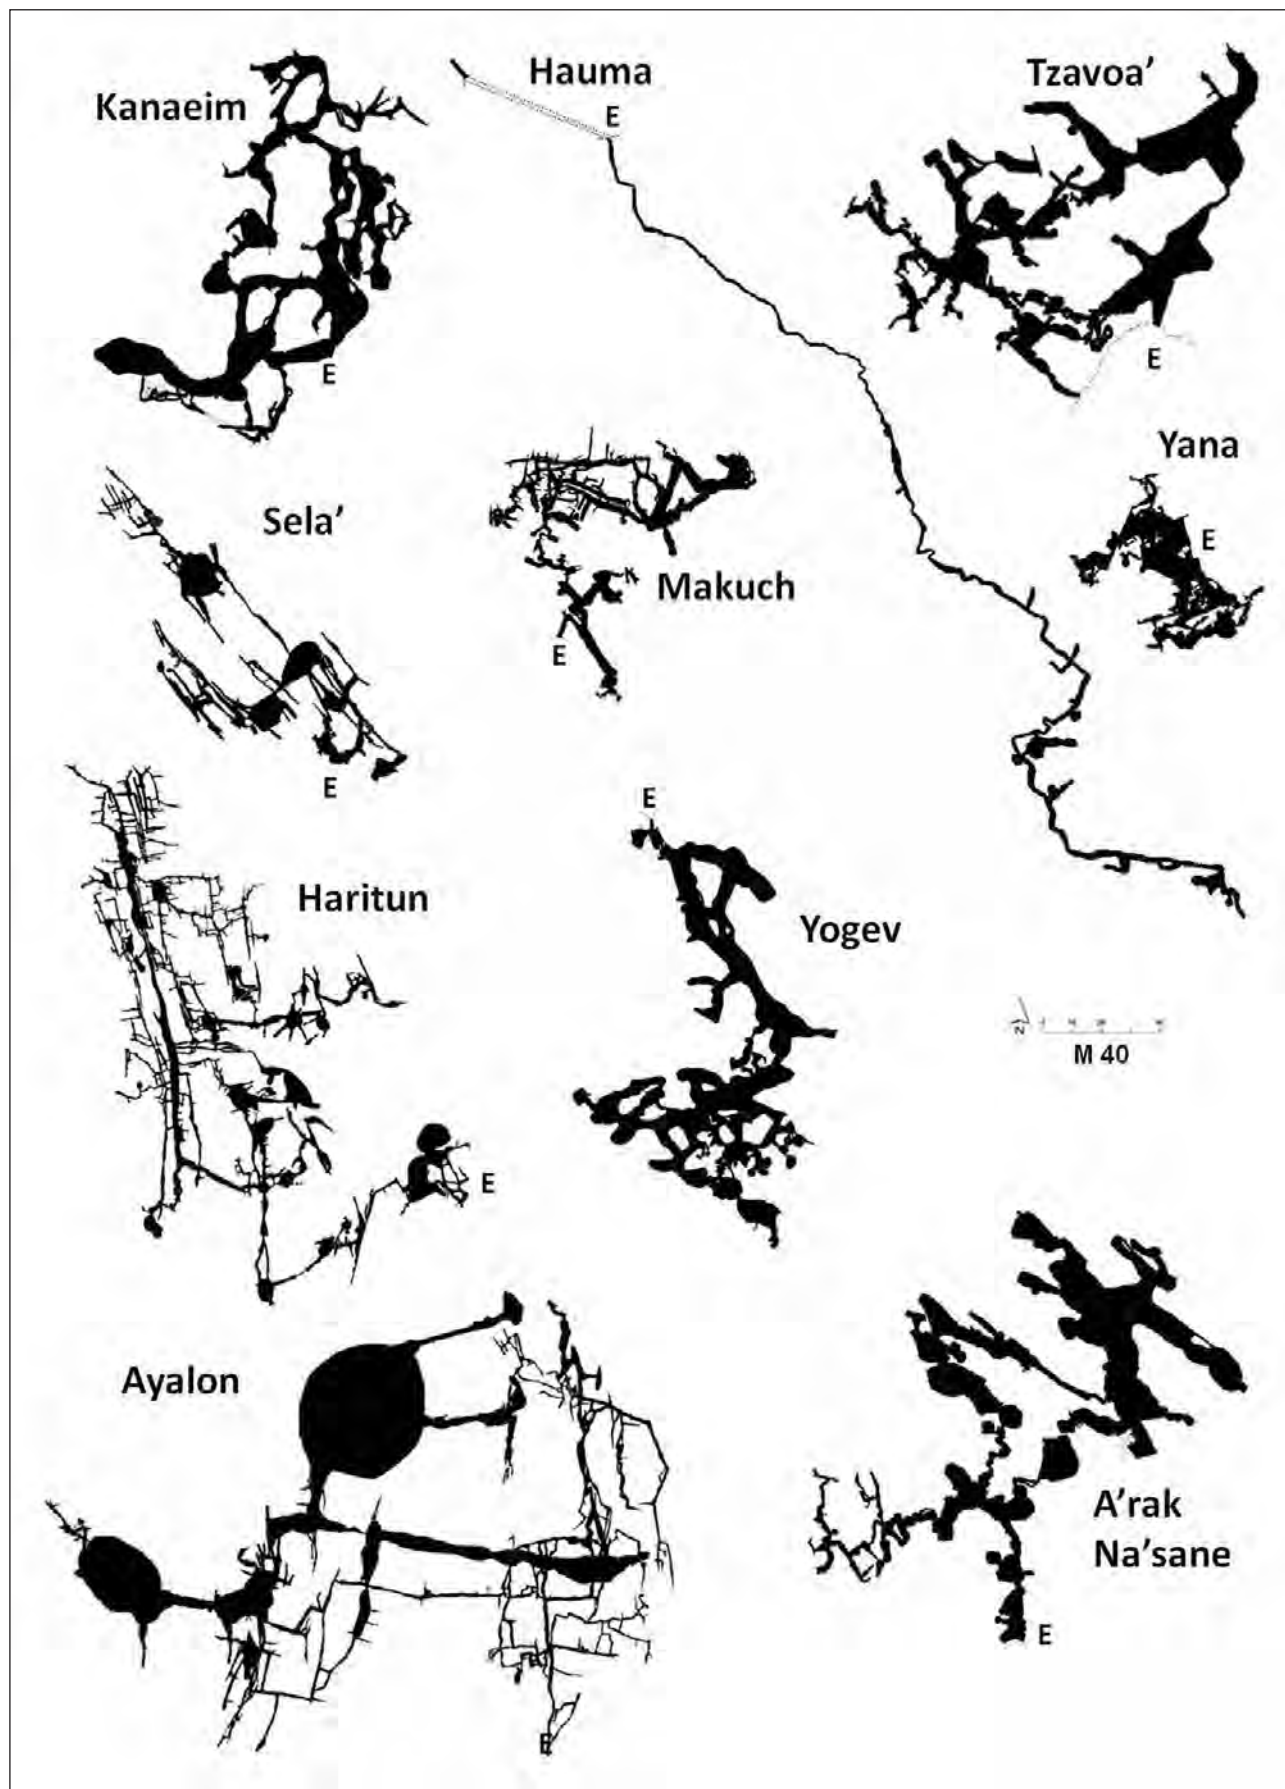 Kanaeim
E
Hauma
E
Tzavoa'
E
Sela'
E
Makuch
E
Yana
E
Haritun
E
E
Yogev
M 40
Ayalon
E
A'rak
Na'sane
E